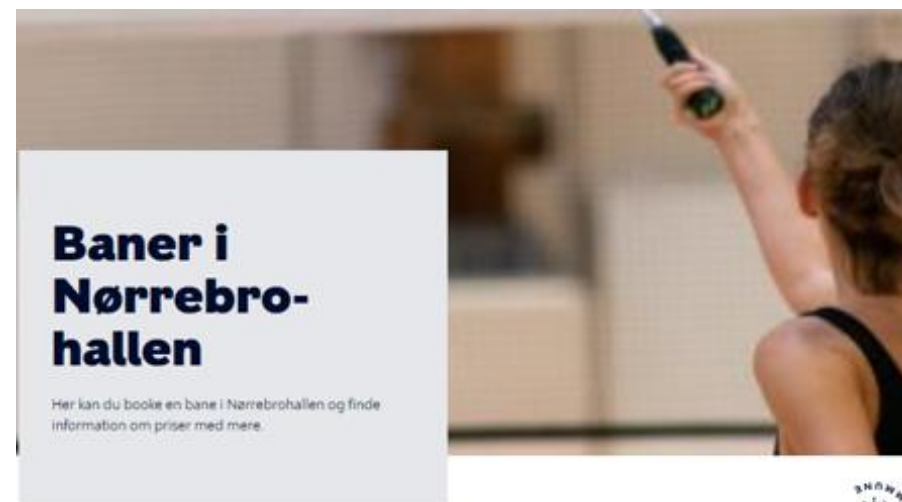 Baner i
Nørrebro-
hallen
Her kan du booke en bane i Nørrebrohallen og finde
information om priser med mere.